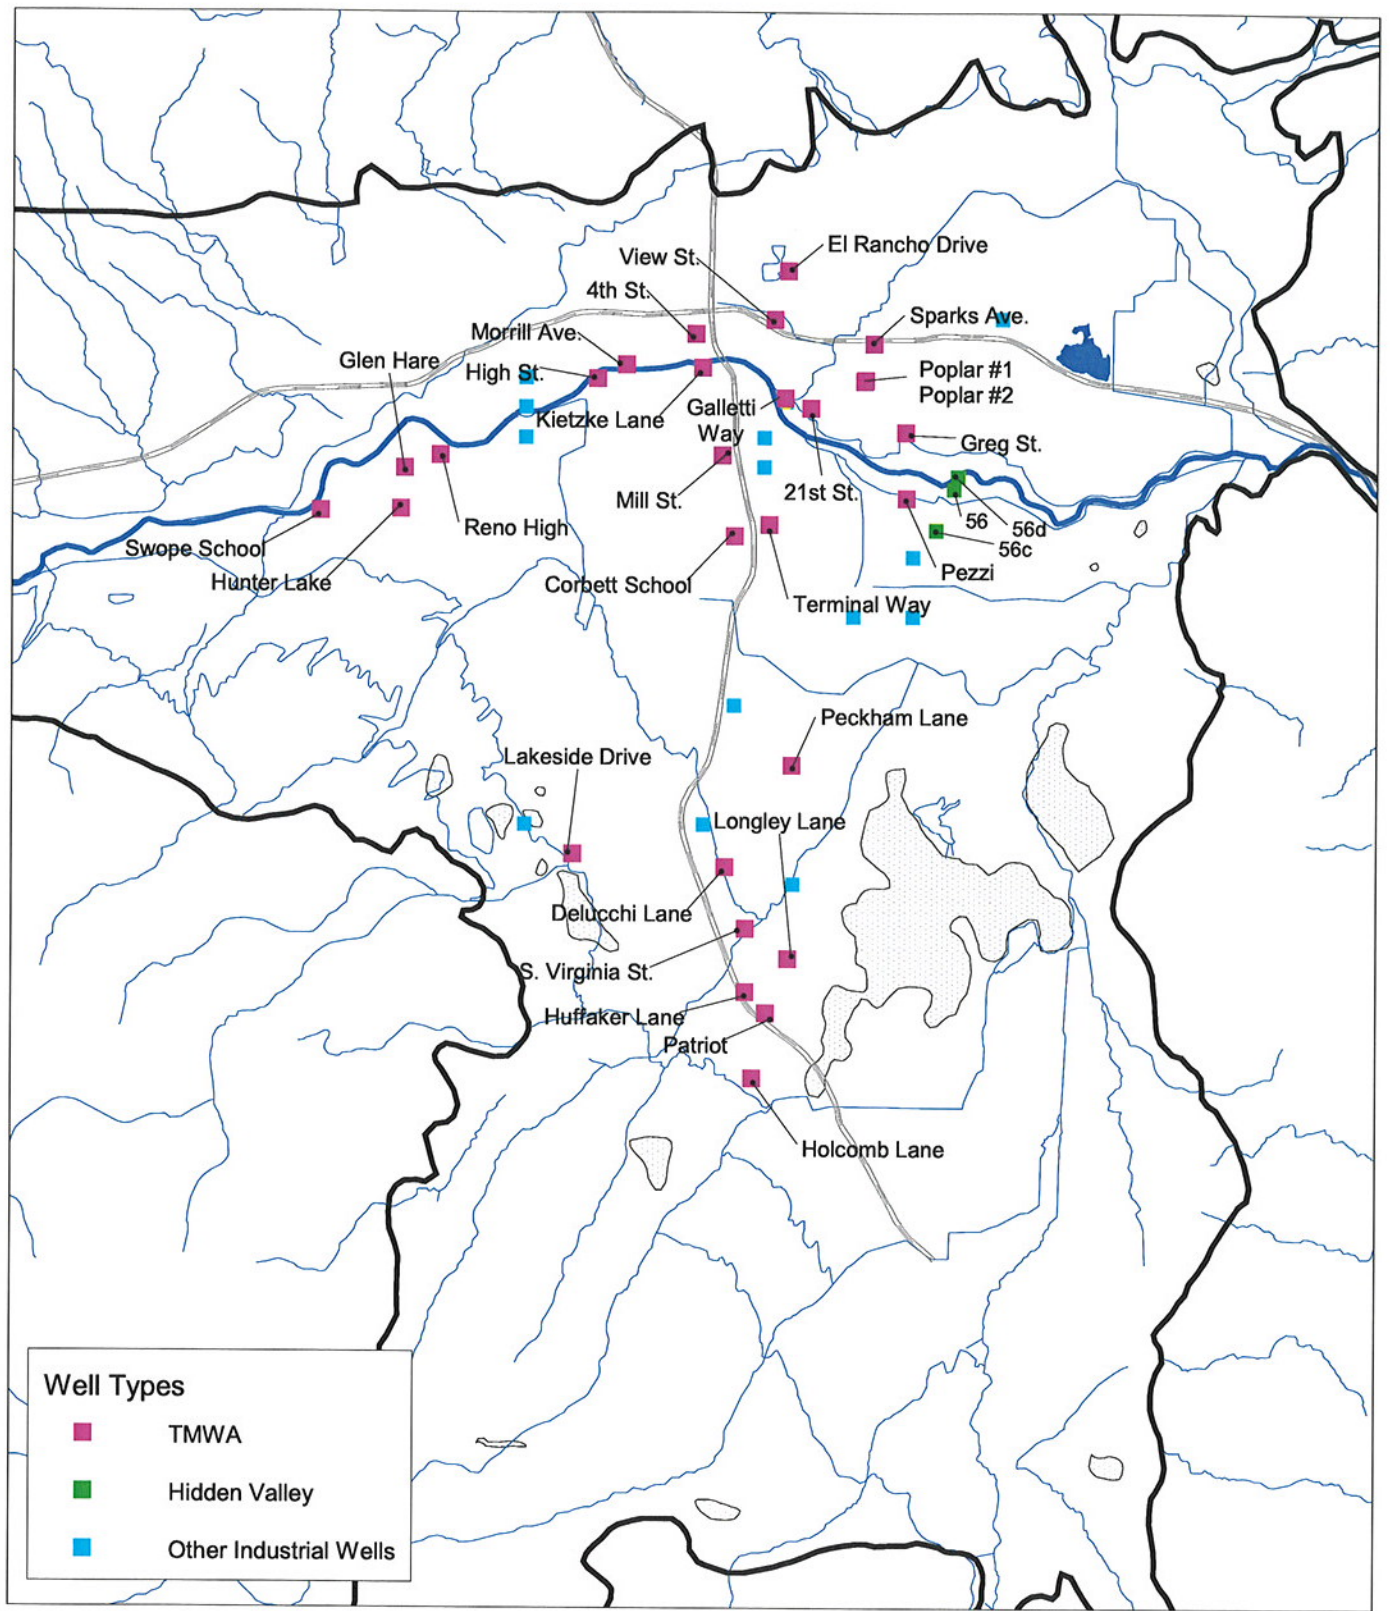 El Rancho Drive
View St.
4th St.
Sparks Ave.
Morrill Ave.
Glen Hare
High St.
Poplar #1
Poplar #2
Kietzke Lane
Galletti
Way
Greg St.
Mill St.
21st St.
56
56d
Reno High
56c
Swope School
Hunter Lake
Corbett School
Pezzi
Terminal Way
Peckham Lane
Lakeside Drive
Longley Lane
Delucchi Lane
S. Virginia St.
Huffaker Lane
Patriot
Holcomb Lane
Well Types
TMWA
Hidden Valley
Other Industrial Wells